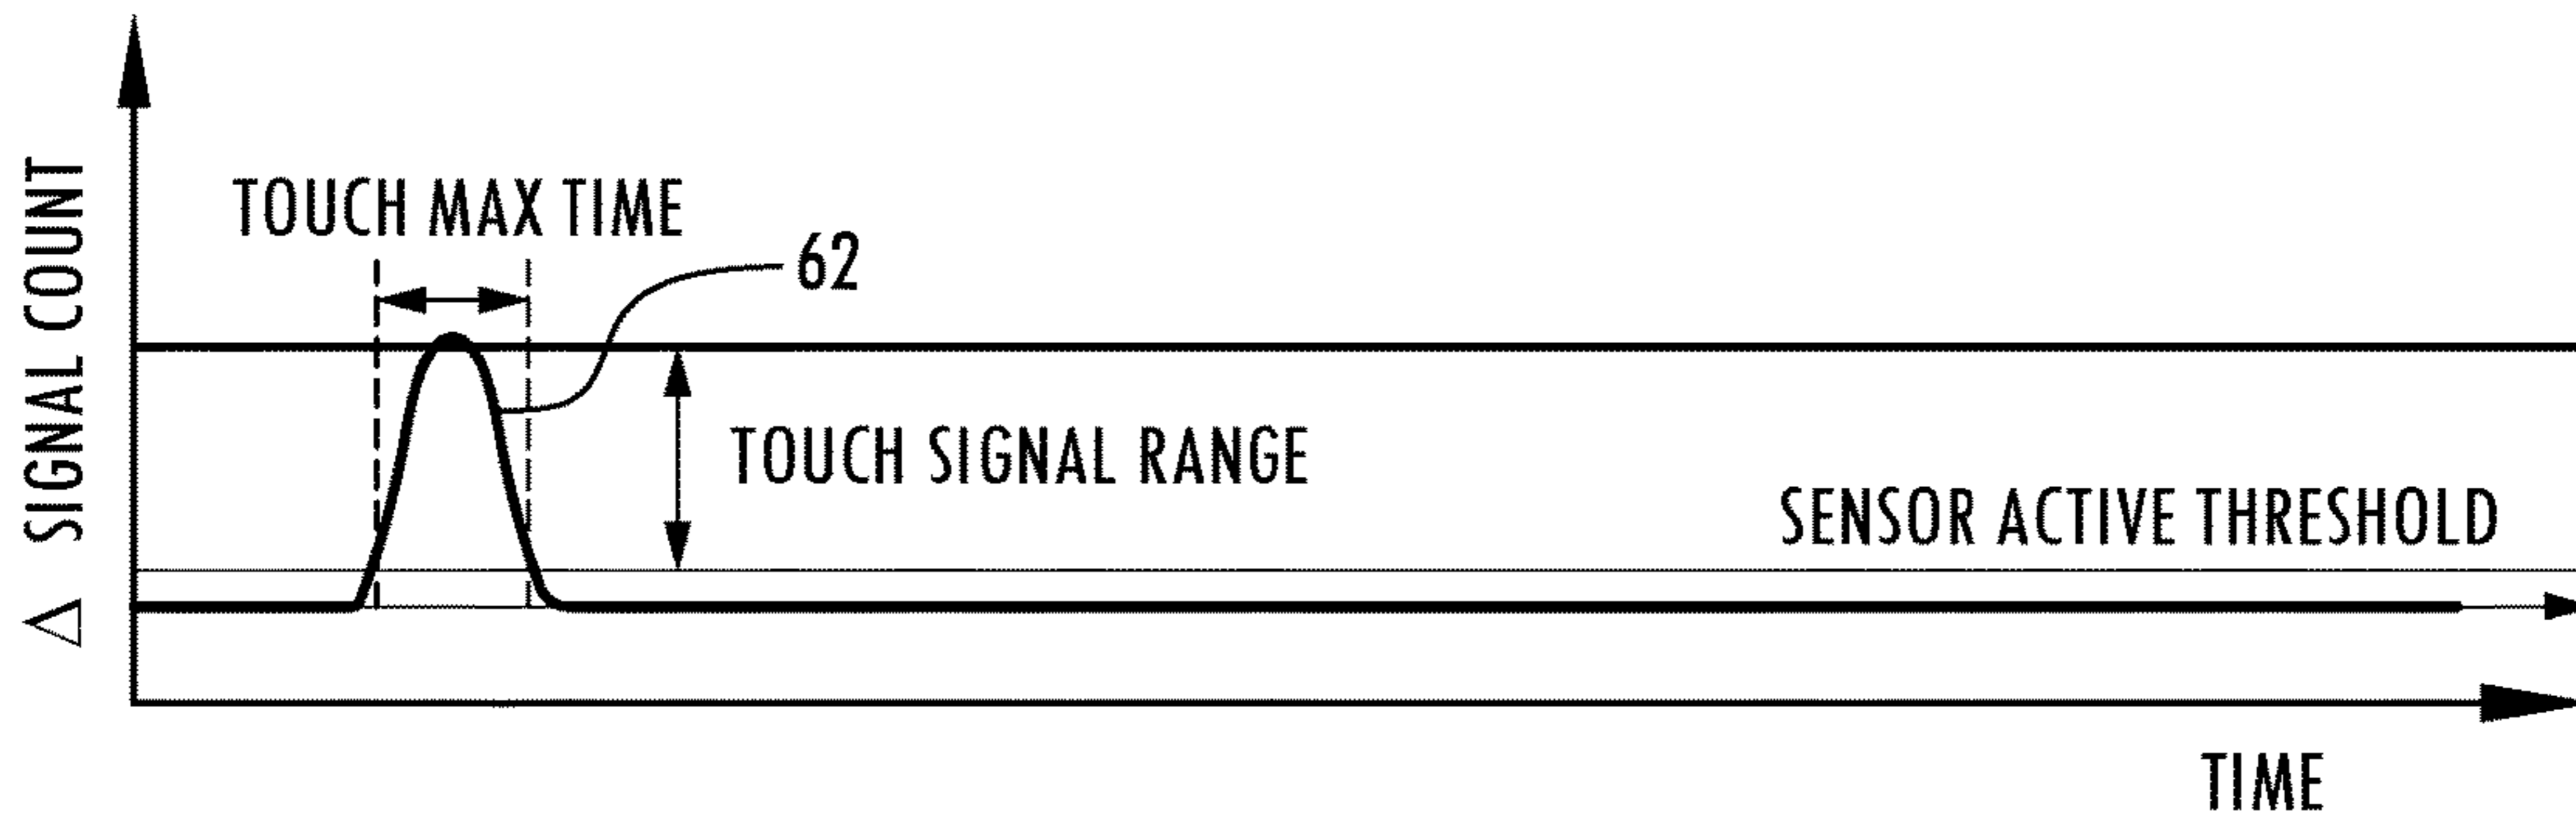 TOUCH MAX TIME
62
TOUCH SIGNAL RANGE
SENSOR ACTIVE THRESHOLD
Δ SIGNAL COUNT
TIME